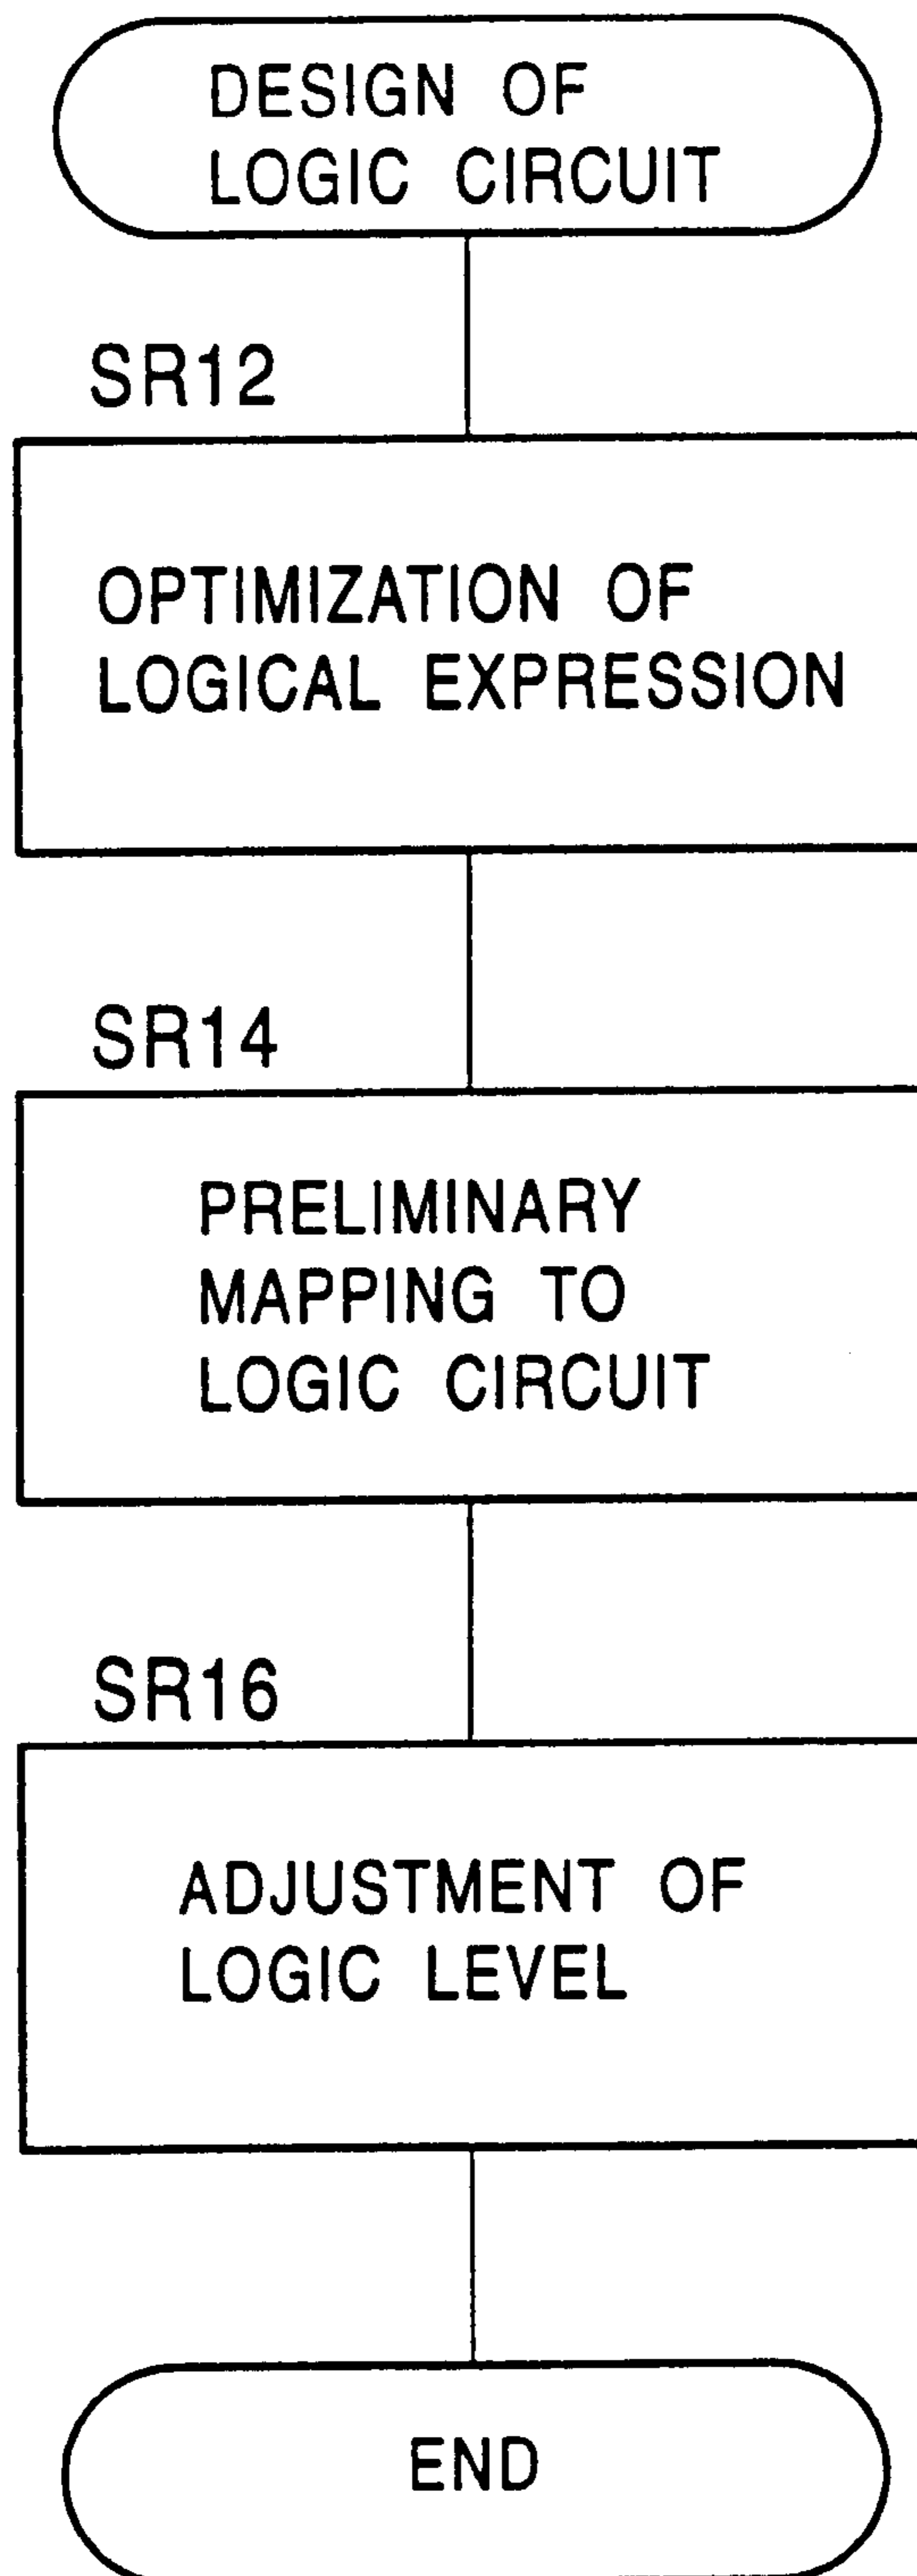 DESIGN OF
LOGIC CIRCUIT
SR12
OPTIMIZATION OF
LOGICAL EXPRESSION
SR14
PRELIMINARY
MAPPING TO
LOGIC CIRCUIT
SR16
ADJUSTMENT OF
LOGIC LEVEL
END